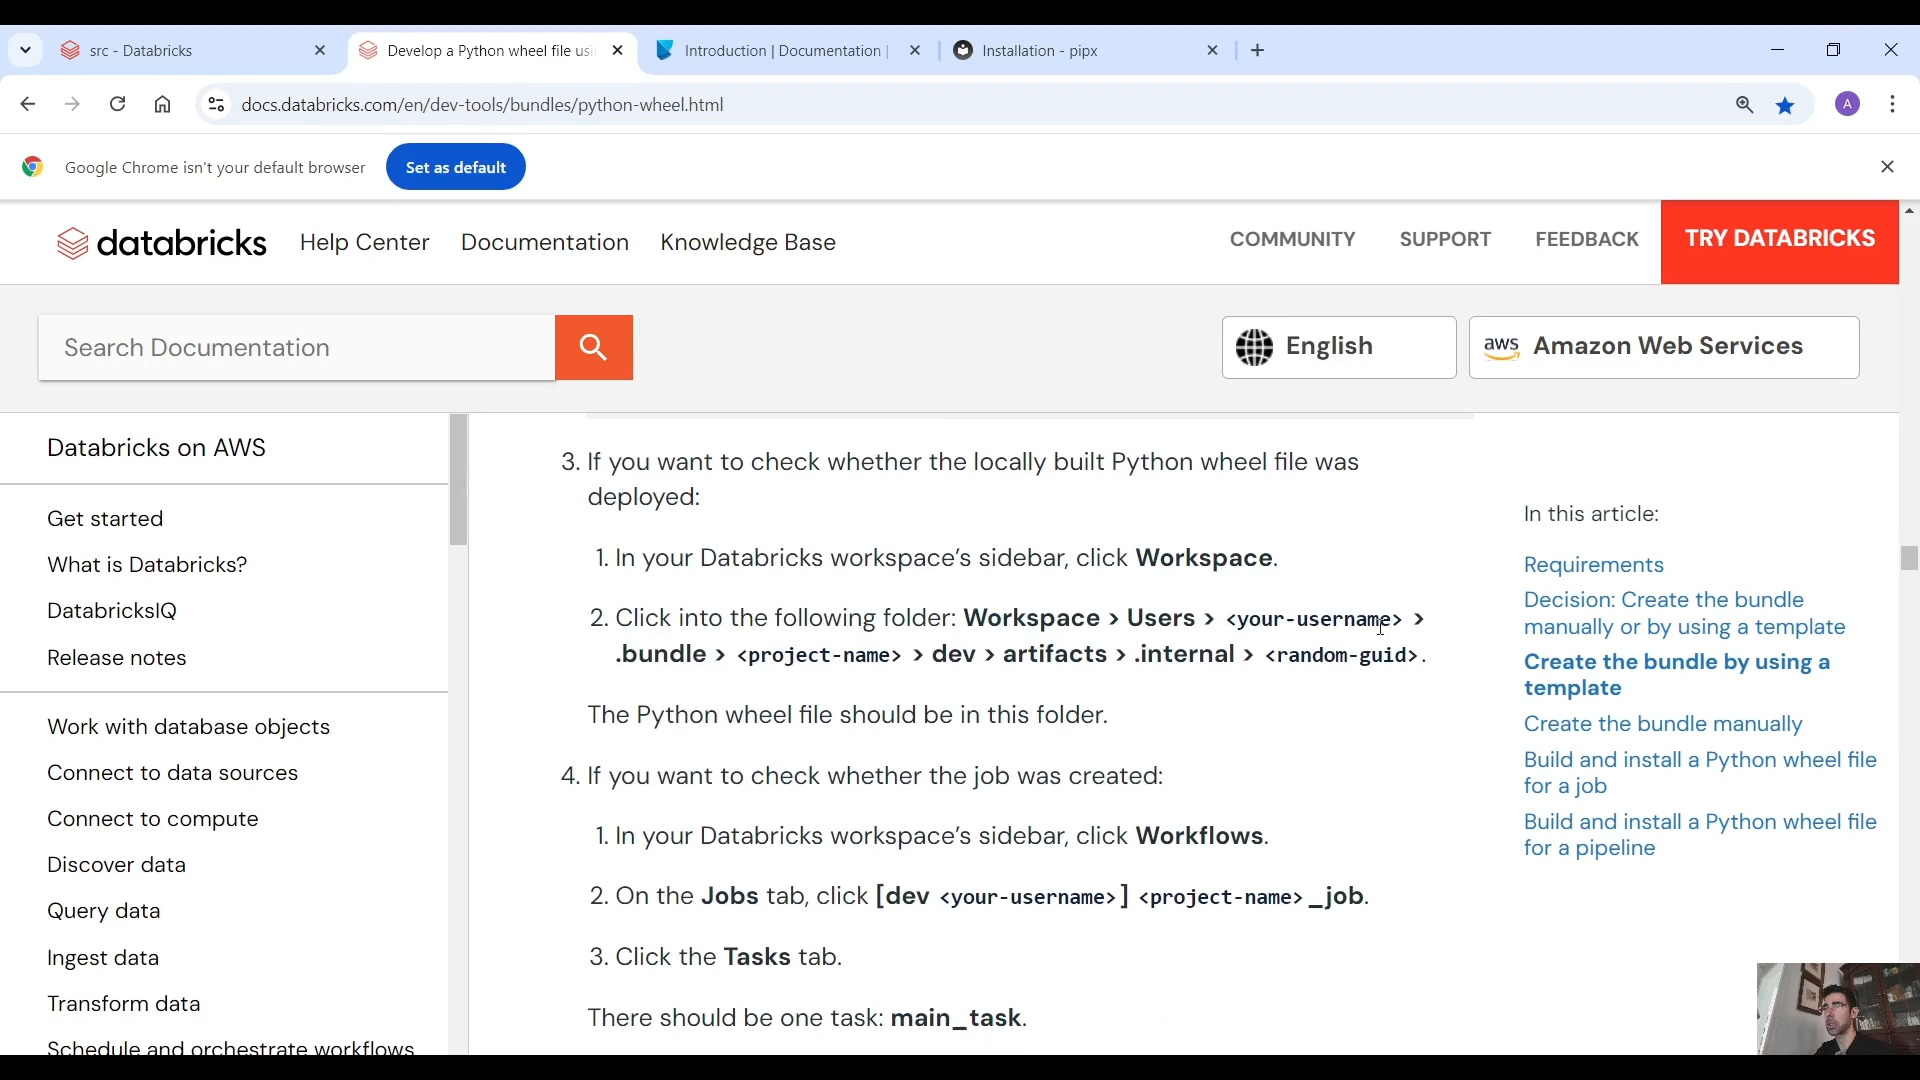 src - Databricks
Develop a Python wheel file usi
Introduction | Documentation |
Installation - pipx
docs.databricks.com/en/dev-tools/bundles/python-wheel.html
A
Google Chrome isn't your default browser
Set as default
databricks
Help Center
Documentation
Knowledge Base
COMMUNITY
SUPPORT
FEEDBACK
TRY DATABRICKS
Search Documentation
English
aws
Amazon Web Services
Databricks on AWS
Get started
What is Databricks?
DatabricksIQ
Release notes
Work with database objects
Connect to data sources
Connect to compute
Discover data
Query data
Ingest data
Transform data
Schedule and orchestrate workflows
3. If you want to check whether the locally built Python wheel file was
deployed:
1. In your Databricks workspace’s sidebar, click Workspace.
2. Click into the following folder: Workspace > Users > <your-username> >
.bundle > <project-name> > dev > artifacts > .internal > <random-guid>.
The Python wheel file should be in this folder.
4. If you want to check whether the job was created:
1. In your Databricks workspace’s sidebar, click Workflows.
2. On the Jobs tab, click [dev <your-username>] <project-name>_job.
3. Click the Tasks tab.
There should be one task: main_task.
In this article:
Requirements
Decision: Create the bundle
manually or by using a template
Create the bundle by using a
template
Create the bundle manually
Build and install a Python wheel file
for a job
Build and install a Python wheel file
for a pipeline